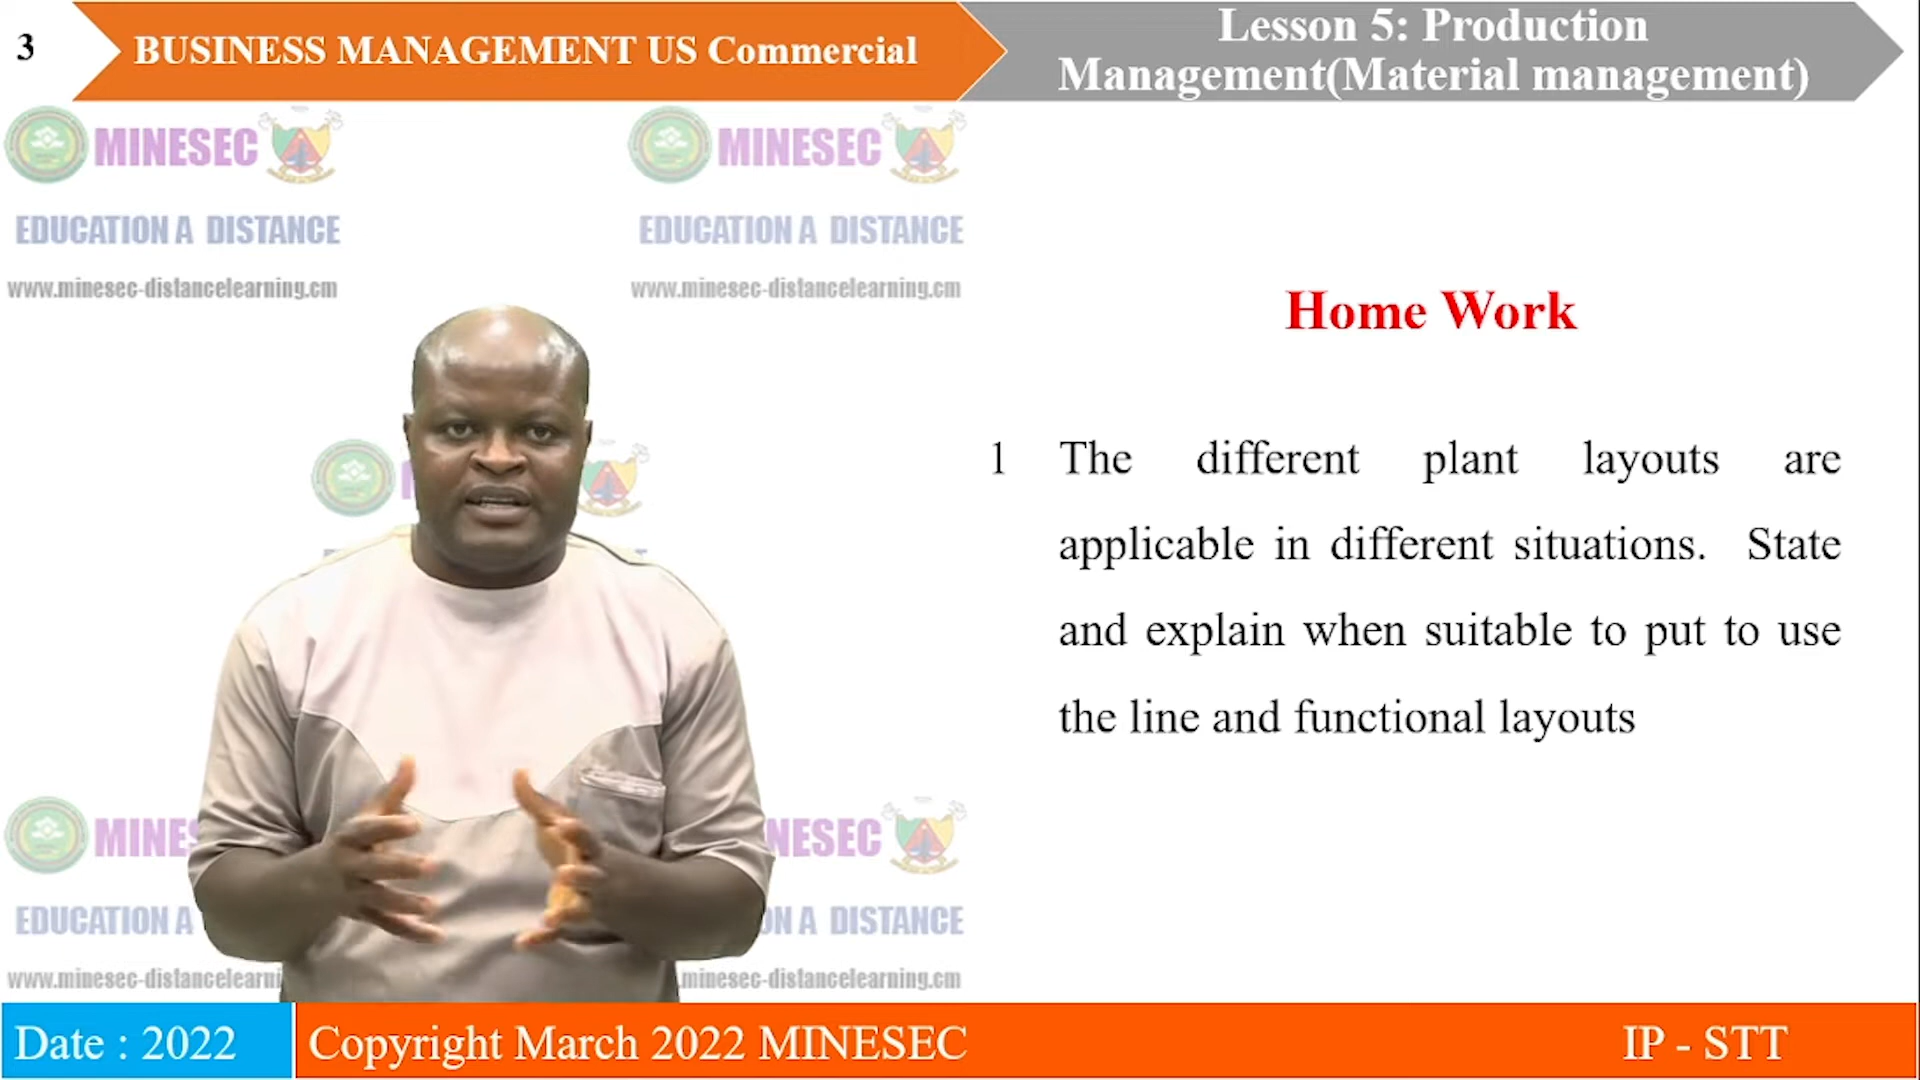 3
BUSINESS MANAGEMENT US Commercial
Lesson 5: Production
Management(Material management)
MINESEC
MINESEC
EDUCATION A DISTANCE
EDUCATION A DISTANCE
www.minesec-distancelearning.cm
www.minesec-distancelearning.cm
Home Work
1 The different plant layouts are
applicable in different situations. State
and explain when suitable to put to use
the line and functional layouts
MINES
NESEC
EDUCATION A
ON A DISTANCE
www.minesec-distancelearni
minesec-distancelearning.cm
Date : 2022
Copyright March 2022 MINESEC
IP - STT